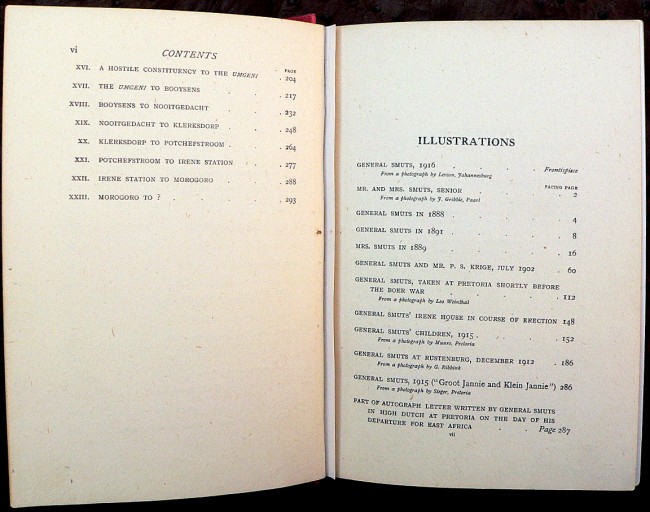 vi
CONTENTS
PAGE
XVI. A HOSTILE CONSTITUENCY TO THE UMGENI . 204
XVII. THE UMGENI TO BOOYSENS . . . 217
XVIII. BOOYSENS TO NOOITGEDACHT . . . 232
XIX. NOOITGEDACHT TO KLERKSDORP . . . 248
XX. KLERKSDORP TO POTCHEFSTROOM . . . 264
XXI. POTCHEFSTROOM TO IRENE STATION . . 277
XXII. IRENE STATION TO MOROGORO . . . 288
XXIII. MOROGORO TO ? . . . . 293
ILLUSTRATIONS
GENERAL SMUTS, 1916 . . . . Frontispiece
From a photograph by Leeson, Johannesburg
FACING PAGE
MR. AND MRS. SMUTS, SENIOR . . . . 2
From a photograph by J. Gribble, Paarl
GENERAL SMUTS IN 1888 . . . . . 4
GENERAL SMUTS IN 1891 . . . . . 8
MRS. SMUTS IN 1889 . . . . . 16
GENERAL SMUTS AND MR. P. S. KRIGE, JULY 1902 . 60
GENERAL SMUTS, TAKEN AT PRETORIA SHORTLY BEFORE
THE BOER WAR . . . . . 112
From a photograph by Leo Weinthal
GENERAL SMUTS' IRENE HOUSE IN COURSE OF ERECTION 148
GENERAL SMUTS' CHILDREN, 1915 . . . . 152
From a photograph by Munro, Pretoria
GENERAL SMUTS AT RUSTENBURG, DECEMBER 1912 . 186
From a photograph by G. Ribbink
GENERAL SMUTS, 1915 ("Groot Jannie and Klein Jannie") 286
From a photograph by Steger, Pretoria
PART OF AUTOGRAPH LETTER WRITTEN BY GENERAL SMUTS
IN HIGH DUTCH AT PRETORIA ON THE DAY OF HIS
DEPARTURE FOR EAST AFRICA . . . Page 287
vii